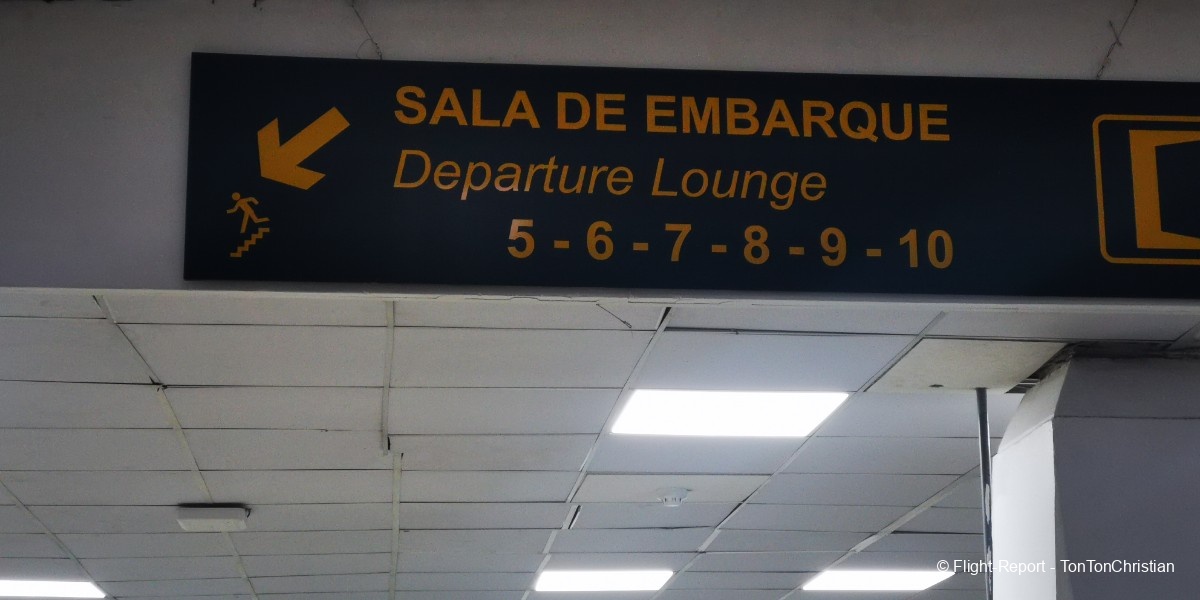 SALA DE EMBARQUE
Departure Lounge
5 - 6 - 7 - 8 - 9 - 10
© Flight-Report - TonTonChristian